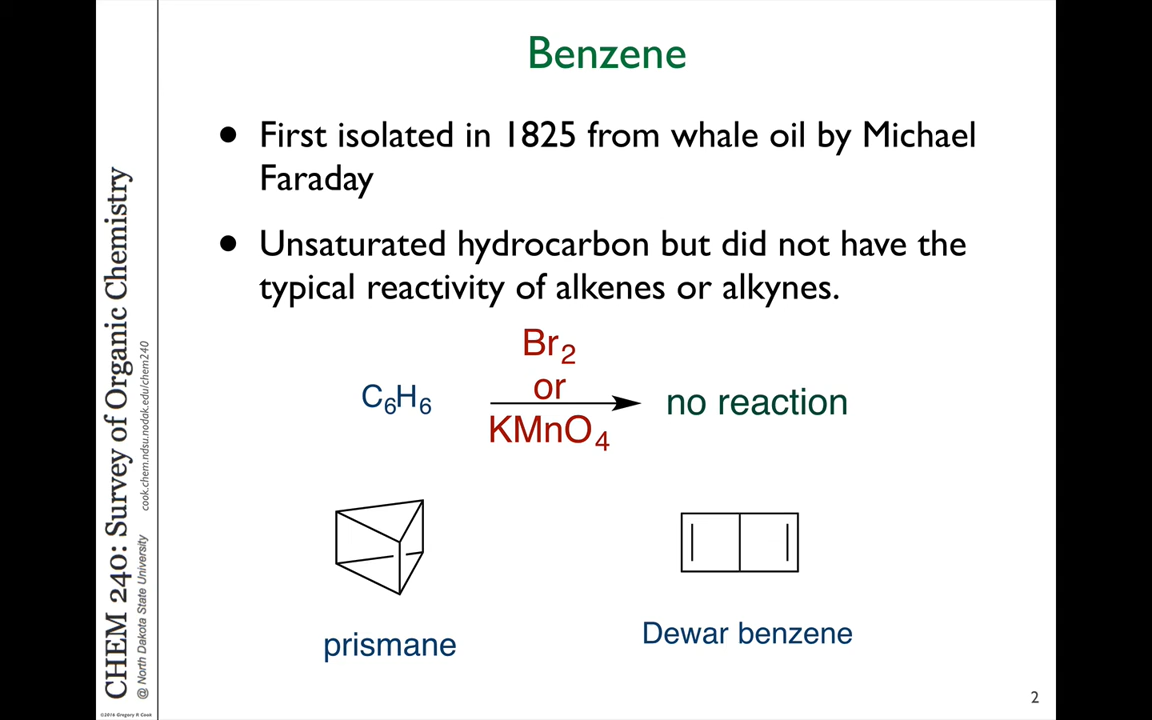 Benzene
• First isolated in 1825 from whale oil by Michael
Faraday
• Unsaturated hydrocarbon but did not have the
typical reactivity of alkenes or alkynes.
Br2
or
C6H6
no reaction
KMnO4
prismane
Dewar benzene
2
CHEM 240: Survey of Organic Chemistry
@ North Dakota State University
cook.chem.ndsu.nodak.edu/chem240
©2016 Gregory R Cook